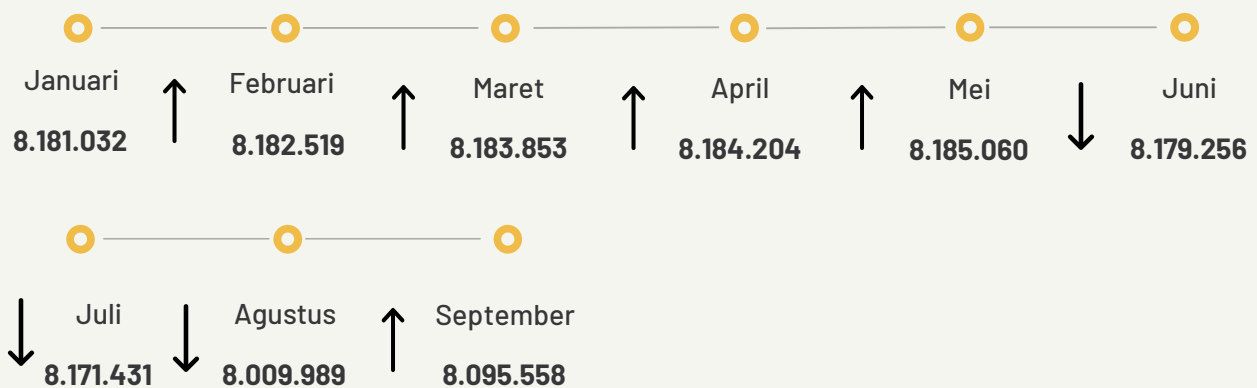 Januari Februari Maret April Mei Juni
8.181.032 8.182.519 8.183.853 8.184.204 8.185.060 8.179.256
Juli Agustus September
8.171.431 8.009.989 8.095.558